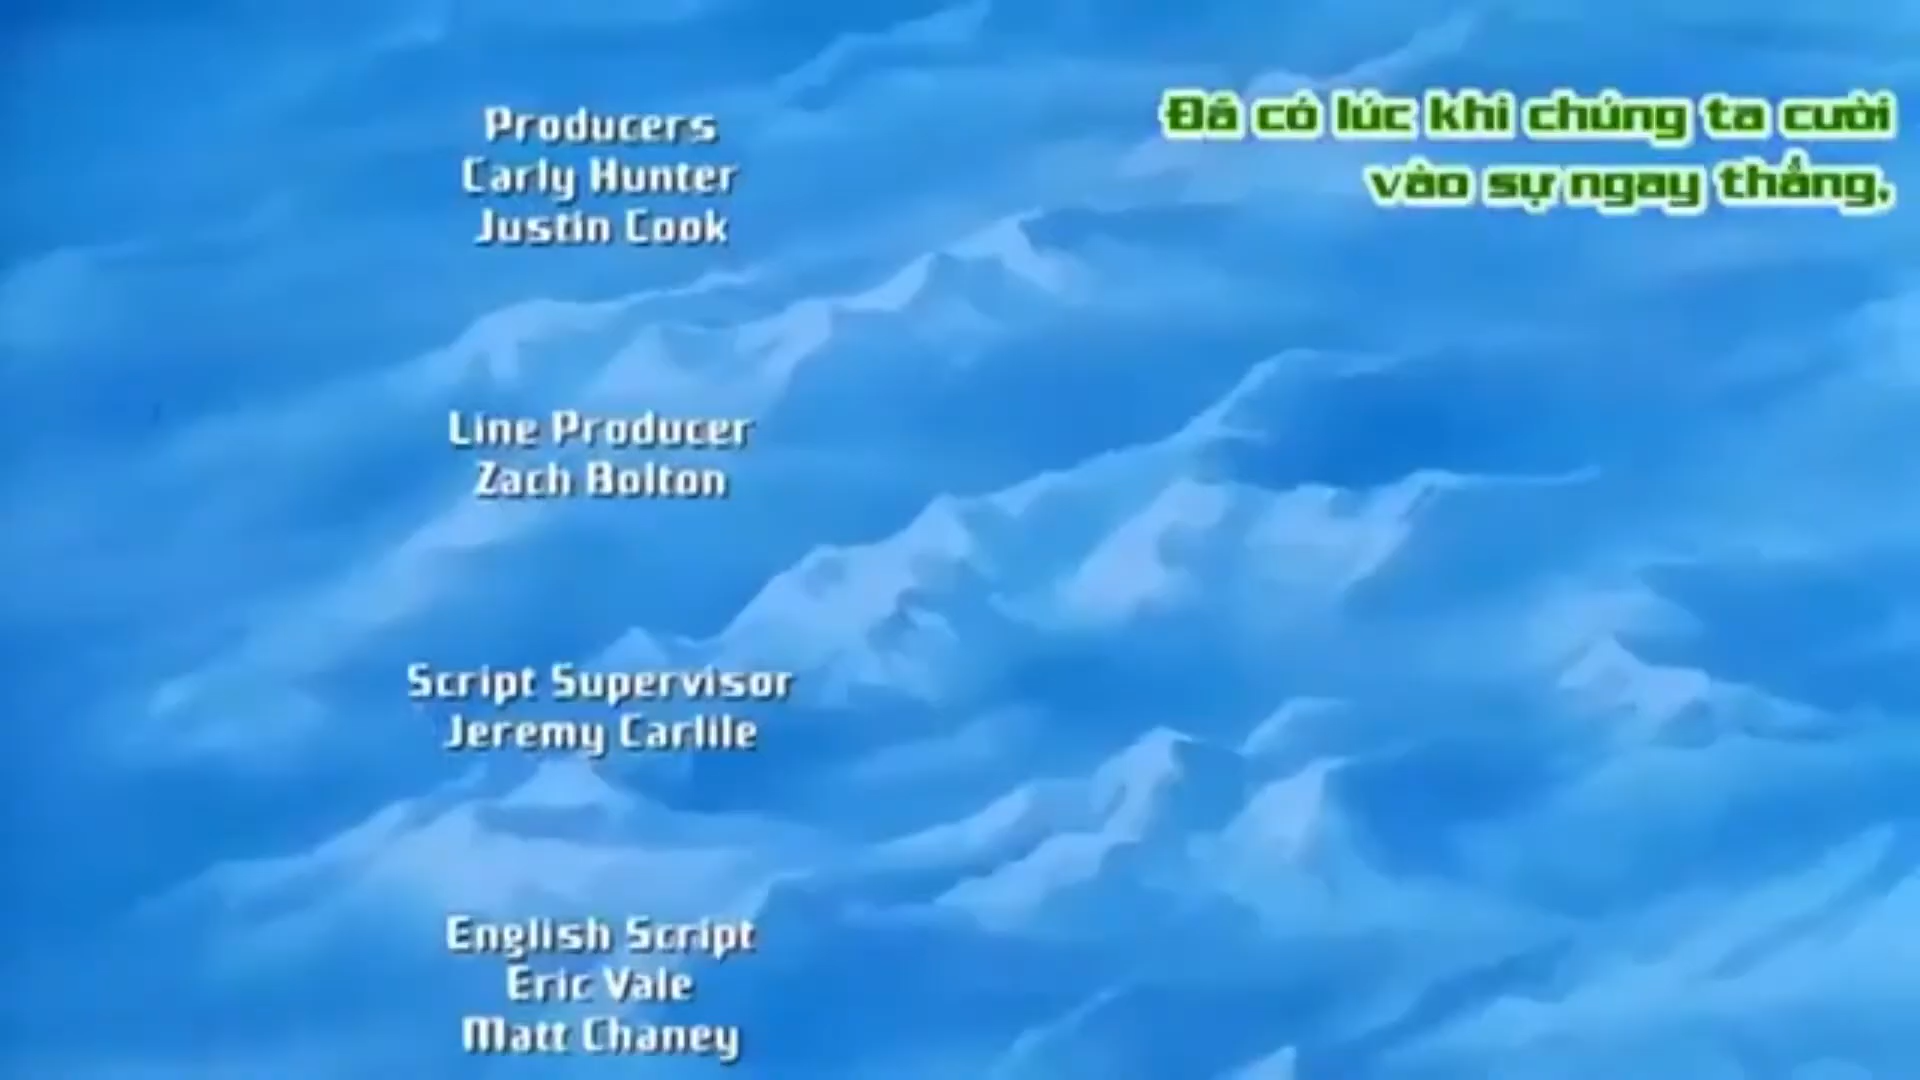 Producers
Carly Hunter
Justin Cook
Line Producer
Zach Bolton
Script Supervisor
Jeremy Carlile
English Script
Eric Vale
Matt Chaney
Đã có lúc khi chúng ta cười
vào sự ngay thẳng,